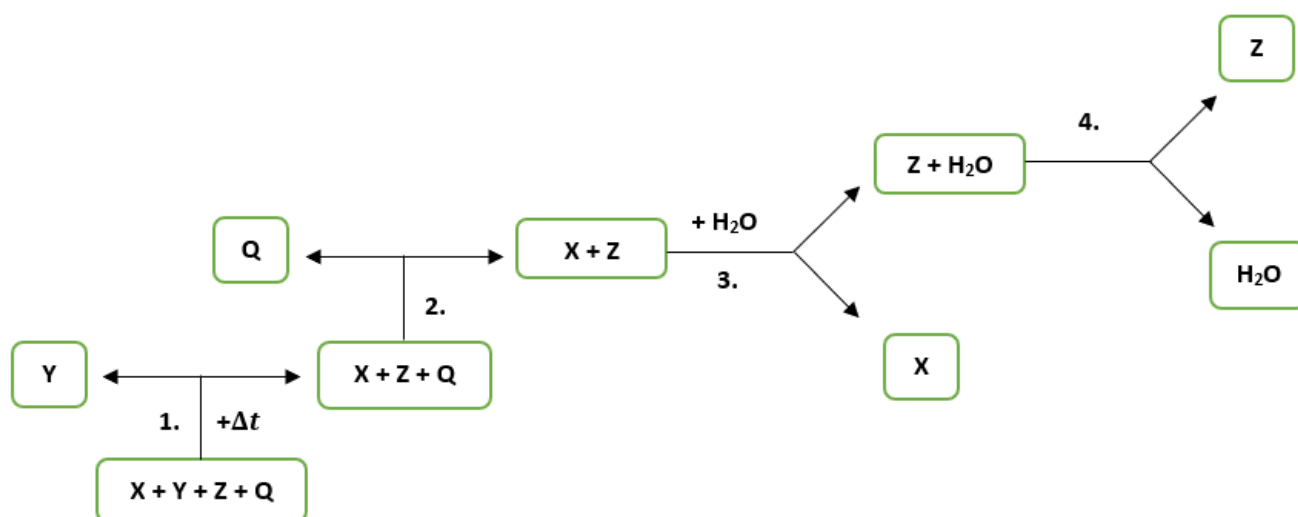 Z
4.
Z + H₂O
+ H₂O
Q
X + Z
3.
H₂O
2.
Y
X + Z + Q
X
1.
+Δt
X + Y + Z + Q